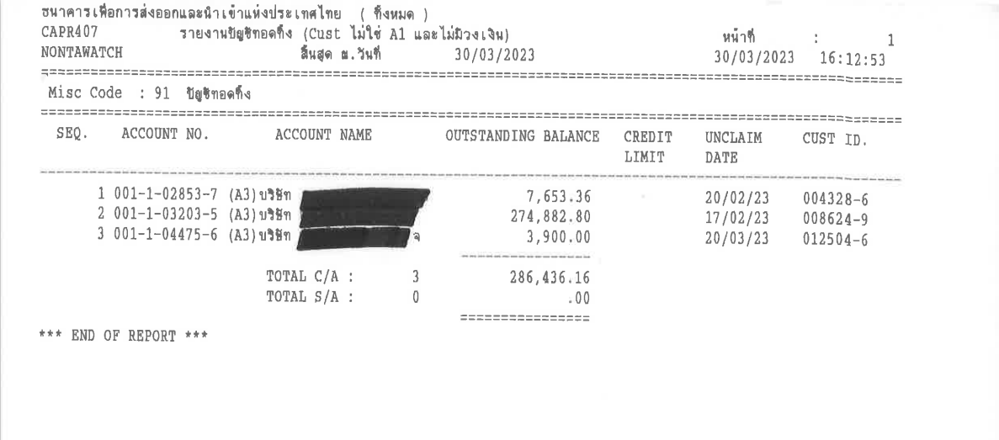 ธนาคารเพื่อการส่งออกและนำเข้าแห่งประเทศไทย ( ทั้งหมด )
CAPR407 รายงานบัญชีทอดทิ้ง (Cust ไม่ใช่ A1 และไม่มีวงเงิน) หน้าที่ : 1
NONTAWATCH สิ้นสุด ณ.วันที่ 30/03/2023 30/03/2023 16:12:53
Misc Code : 91 บัญชีทอดทิ้ง
SEQ. ACCOUNT NO. ACCOUNT NAME OUTSTANDING BALANCE CREDIT UNCLAIM CUST ID.
LIMIT DATE
1 001-1-02853-7 (A3)บริษัท 7,653.36 20/02/23 004328-6
2 001-1-03203-5 (A3)บริษัท 274,882.80 17/02/23 008624-9
3 001-1-04475-6 (A3)บริษัท จ 3,900.00 20/03/23 012504-6
TOTAL C/A : 3 286,436.16
TOTAL S/A : 0 .00
*** END OF REPORT ***